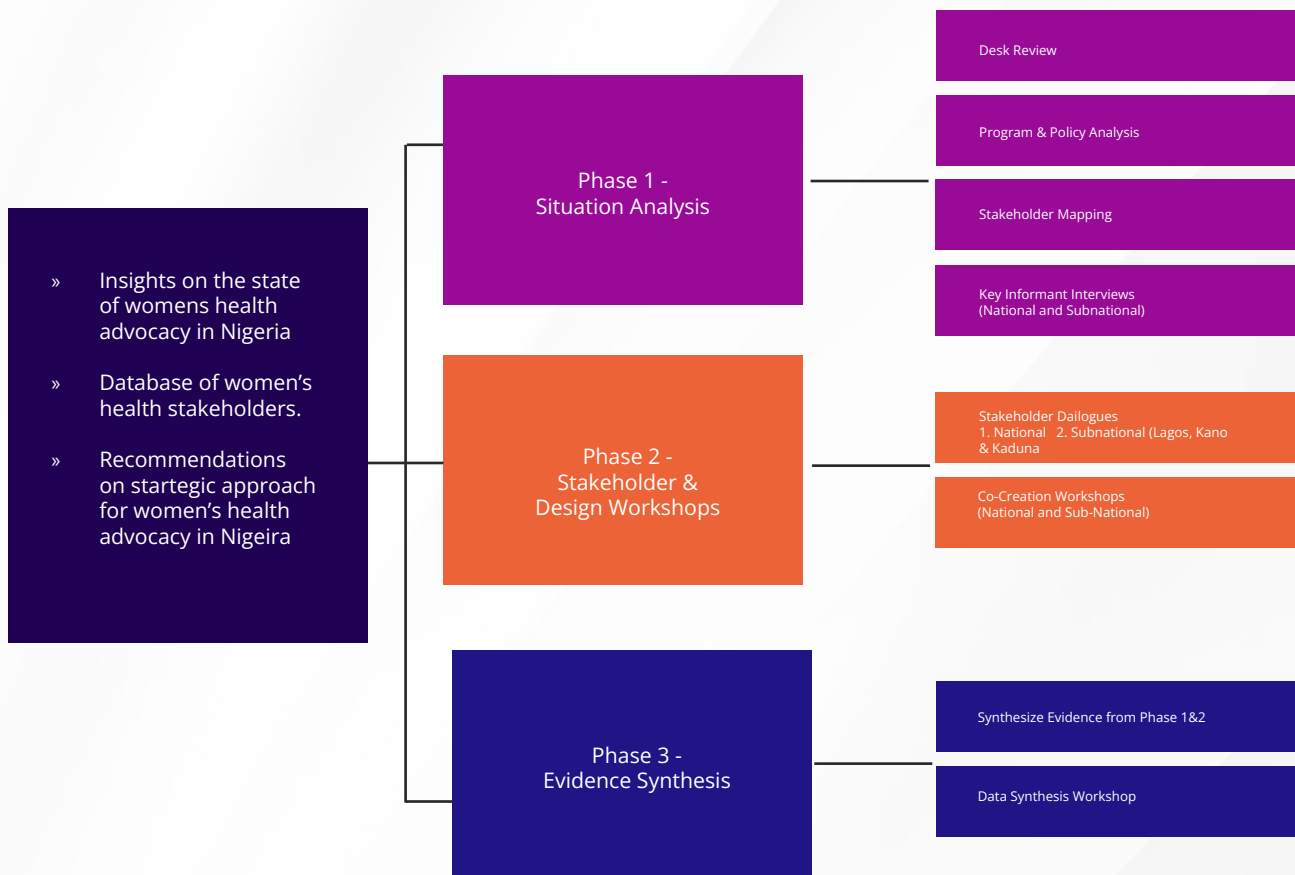 » Insights on the state
of womens health
advocacy in Nigeria
» Database of women’s
health stakeholders.
» Recommendations
on startegic approach
for women’s health
advocacy in Nigeira
Phase 1 -
Situation Analysis
Desk Review
Program & Policy Analysis
Stakeholder Mapping
Key Informant Interviews
(National and Subnational)
Phase 2 -
Stakeholder &
Design Workshops
Stakeholder Dailogues
1. National 2. Subnational (Lagos, Kano
& Kaduna
Co-Creation Workshops
(National and Sub-National)
Phase 3 -
Evidence Synthesis
Synthesize Evidence from Phase 1&2
Data Synthesis Workshop